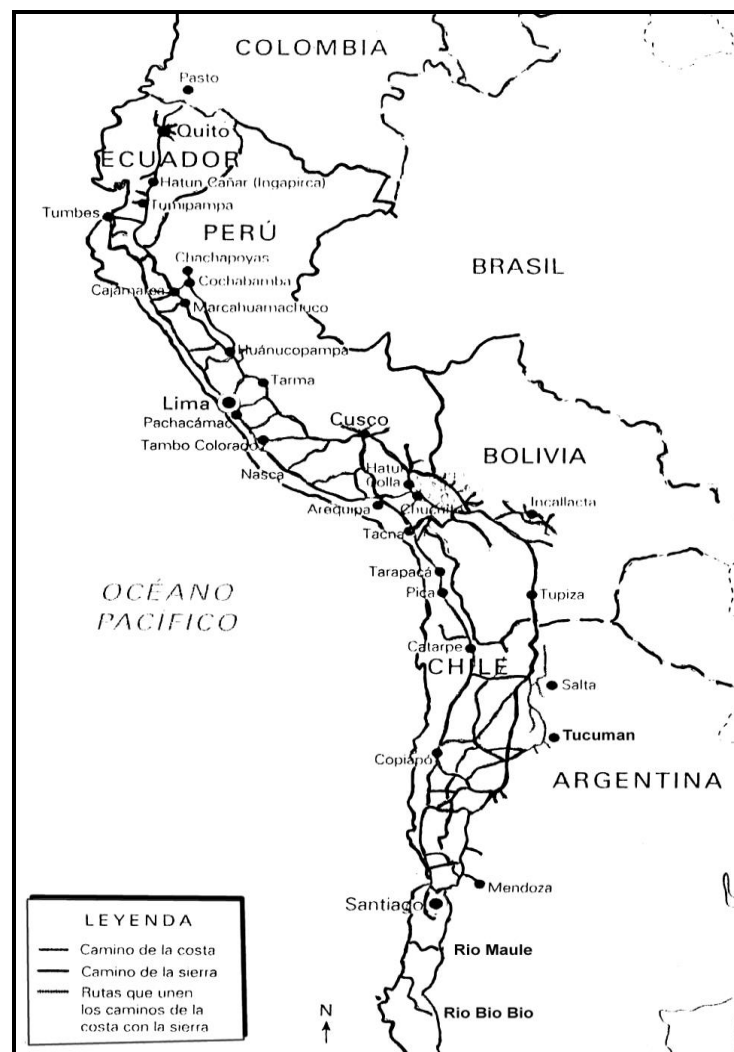 COLOMBIA
Pasto
Quito
ECUADOR
Hatun Cañar (Ingapirca)
Tumipampa
Tumbes
PERÚ
Chachapoyas
BRASIL
Cochabamba
Cajamarca
Marcahuamachuco
Huánucopampa
Tarma
Lima
Pachacámac
Cusco
Tambo Colorado
BOLIVIA
Nasca
Hatun
Colla
Incallacta
Arequipa
Tacna
Tarapacá
OCÉANO
PACIFICO
Pica
Tupiza
Catarpe
CHILE
Salta
Tucuman
Copiapó
ARGENTINA
Mendoza
Santiago
LEYENDA
Camino de la costa
Camino de la sierra
Rutas que unen
los caminos de la
costa con la sierra
Rio Maule
N
Rio Bio Bio